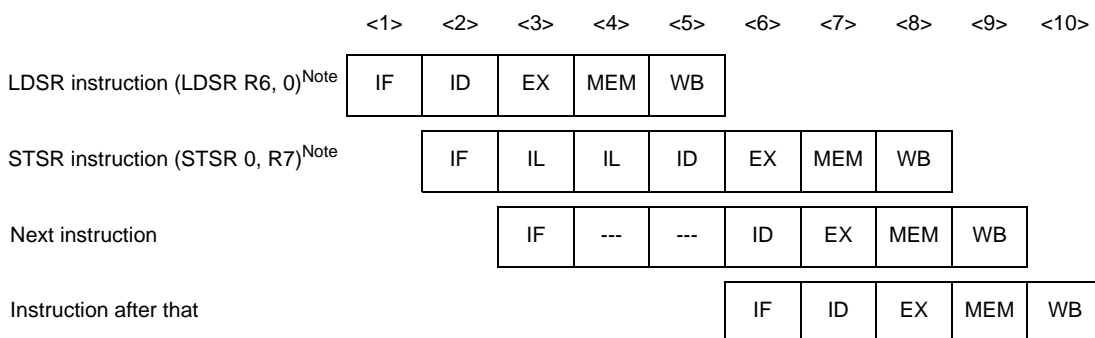 <1> <2> <3> <4> <5> <6> <7> <8> <9> <10>
LDSR instruction (LDSR R6, 0)Note IF ID EX MEM WB
STSR instruction (STSR 0, R7)Note IF IL IL ID EX MEM WB
Next instruction IF --- --- ID EX MEM WB
Instruction after that IF ID EX MEM WB